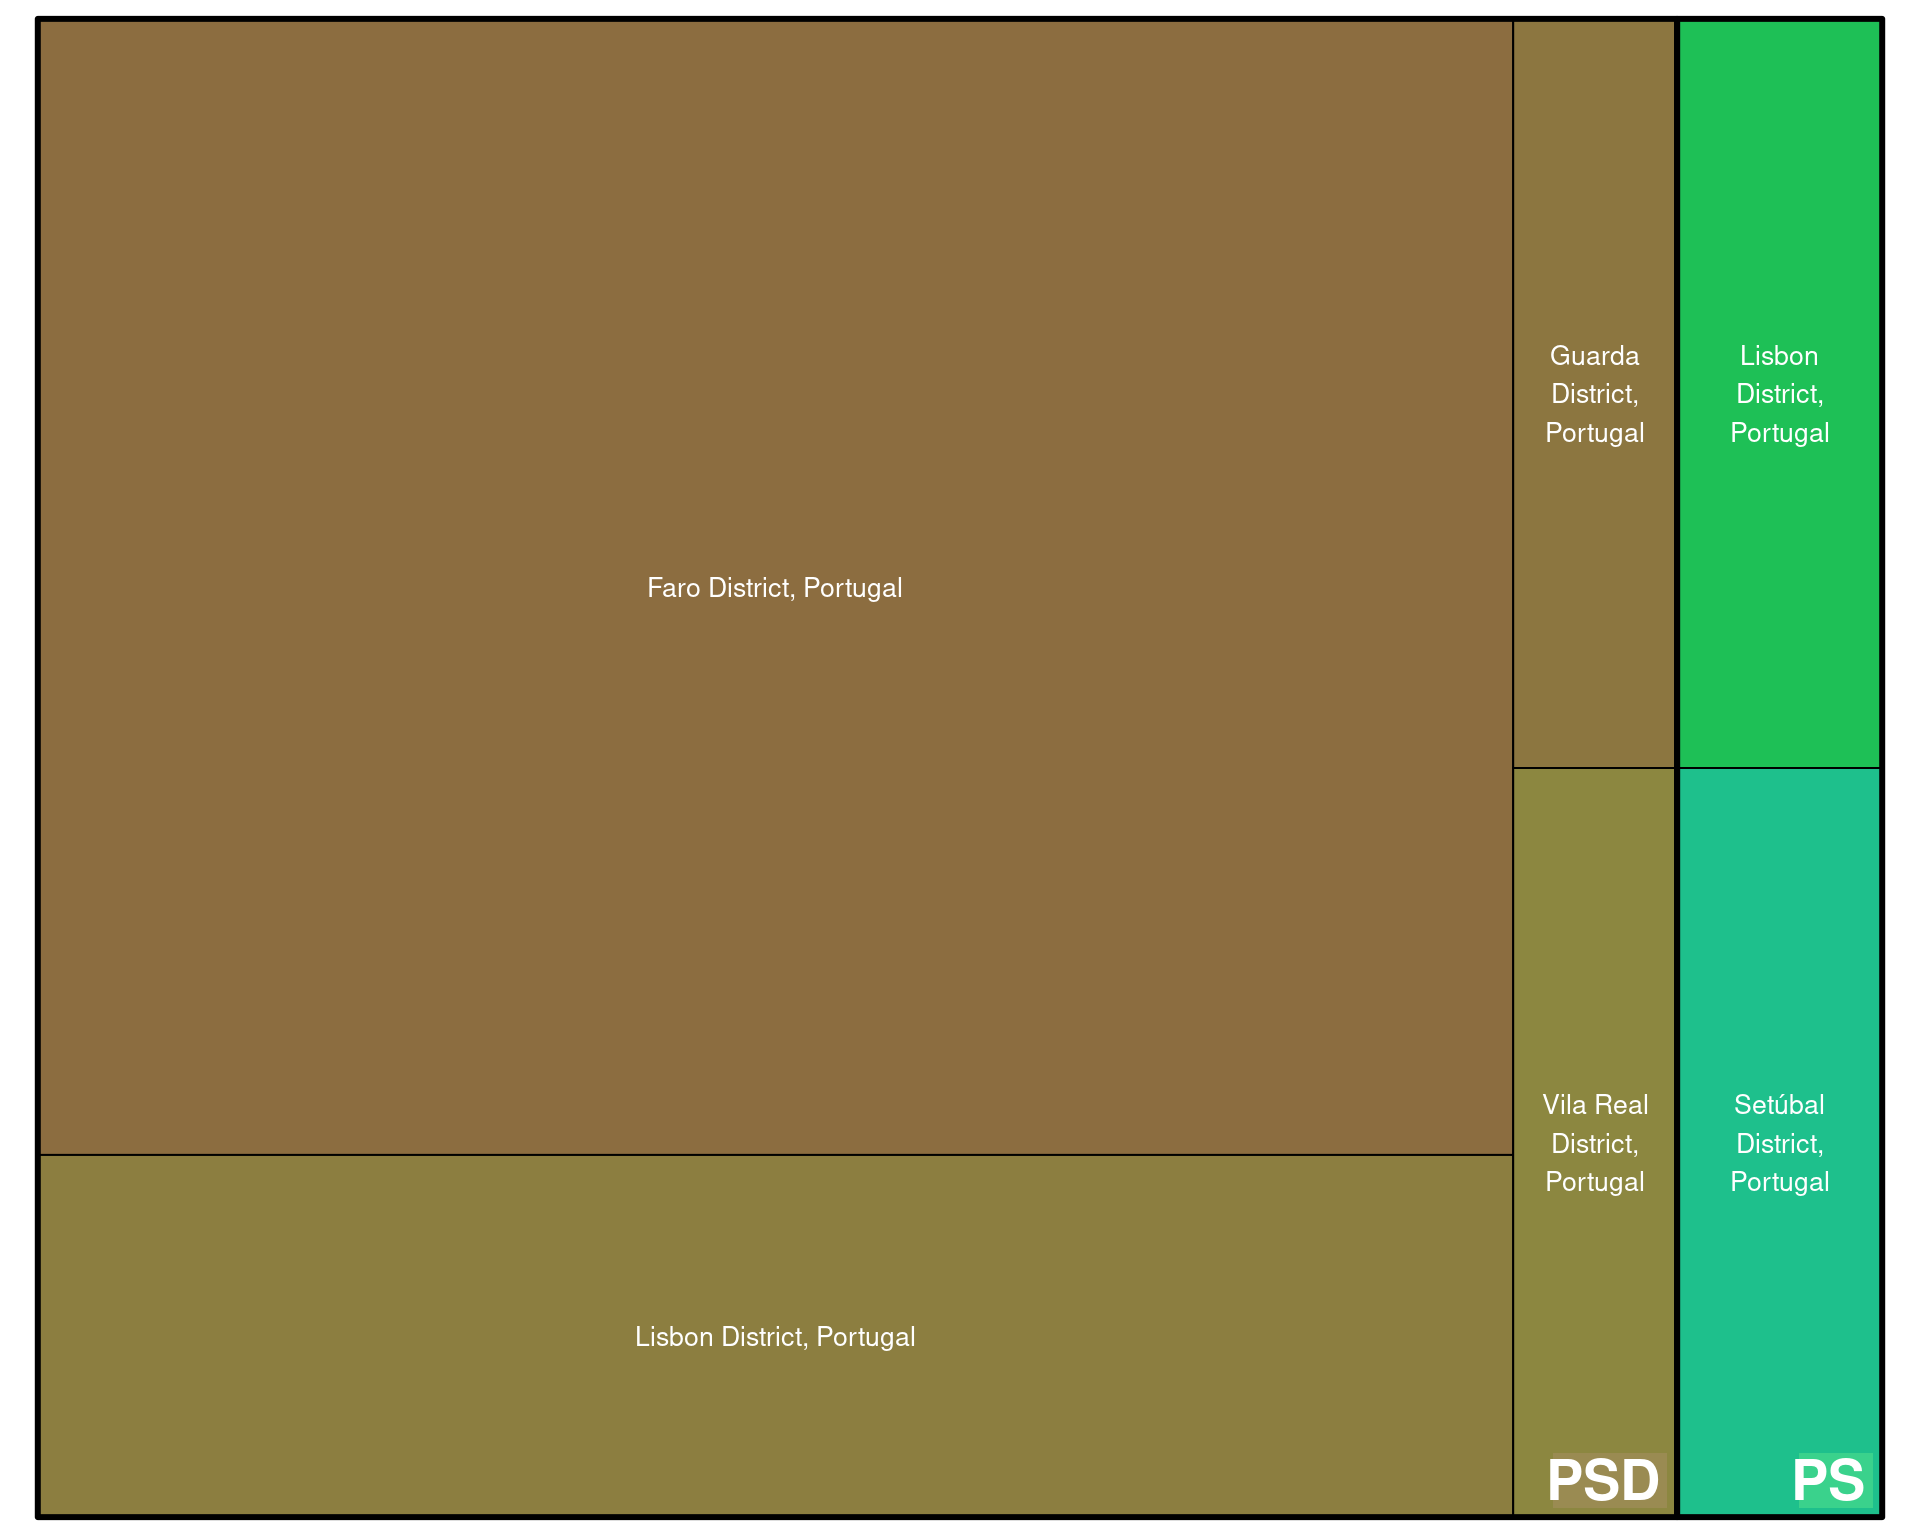 Faro District, Portugal
Lisbon District, Portugal
Guarda
District,
Portugal
Vila Real
District,
Portugal
PSD
Lisbon
District,
Portugal
Setúbal
District,
Portugal
PS